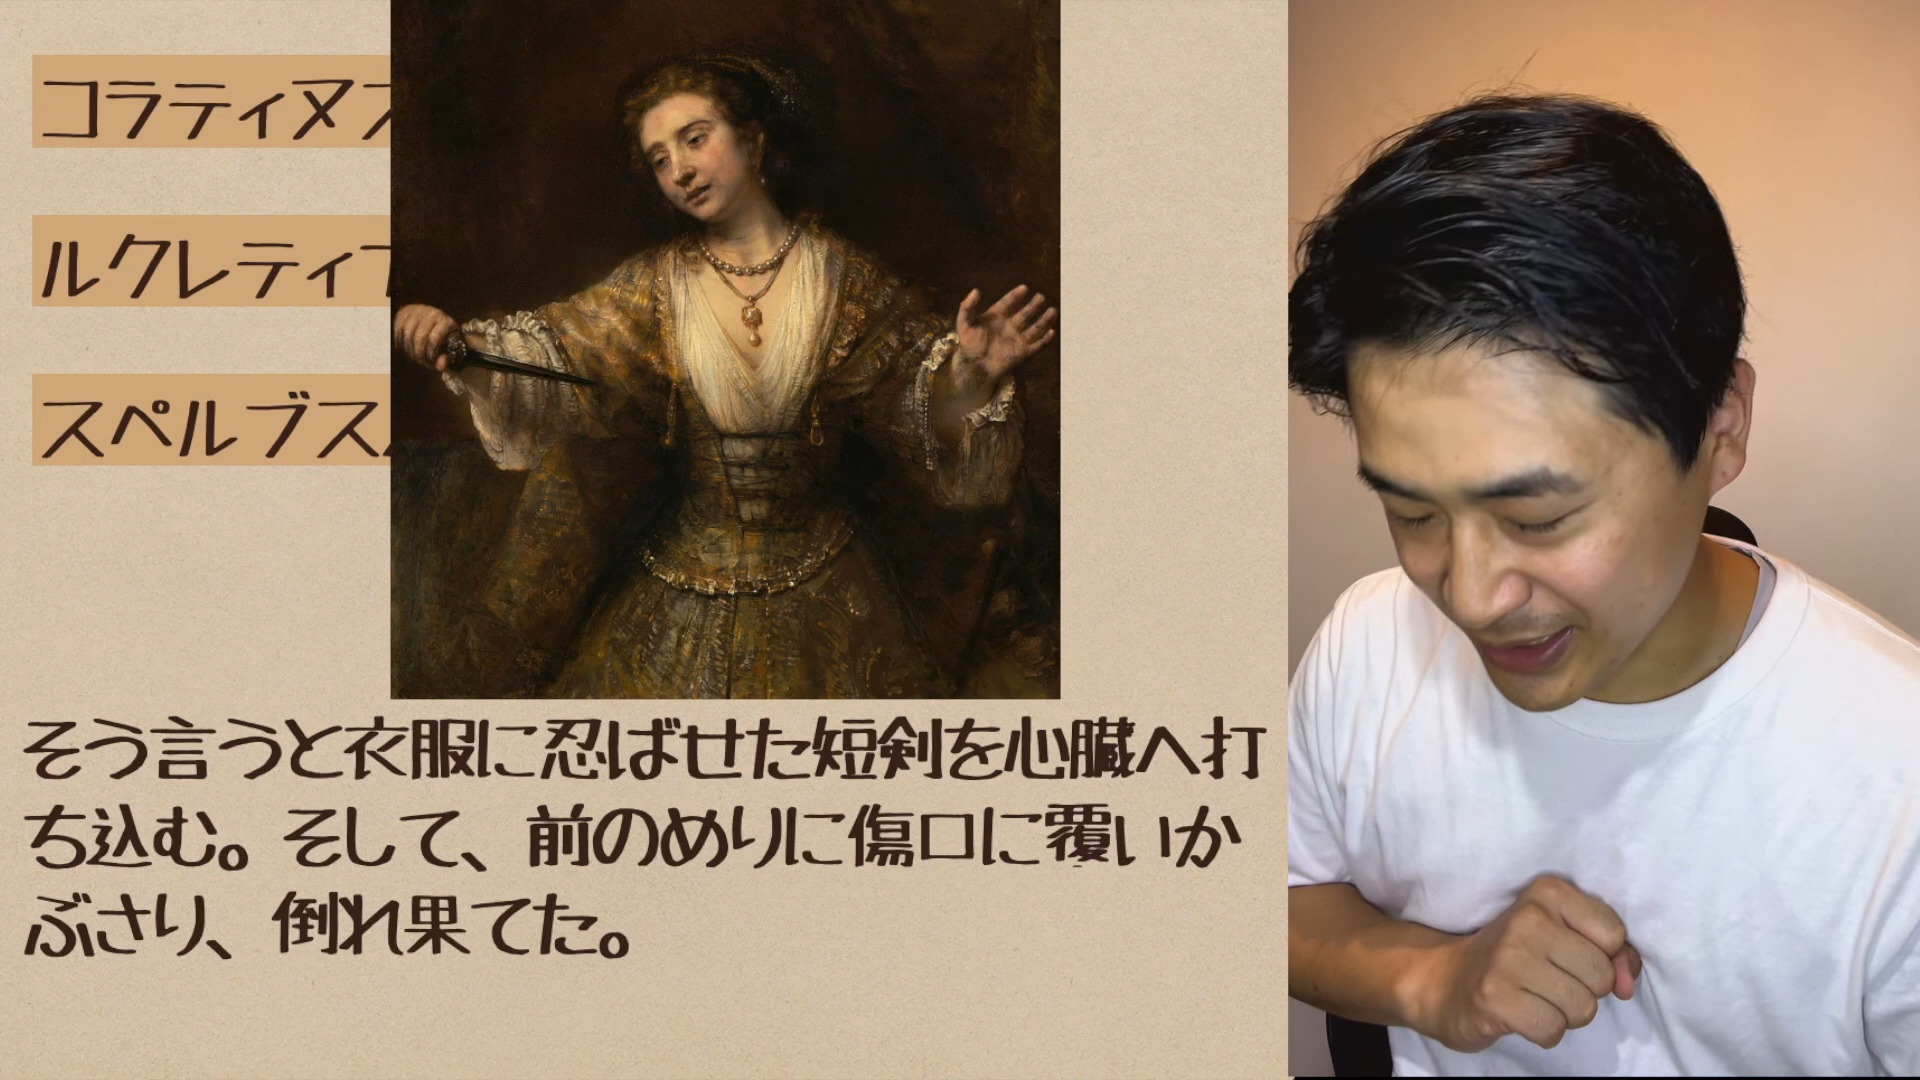 コラティヌス
ルクレティア
スペルブス
そう言うと衣服に忍ばせた短剣を心臓へ打
ち込む。そして、前のめりに傷口に覆いか
ぶさり、倒れ果てた。